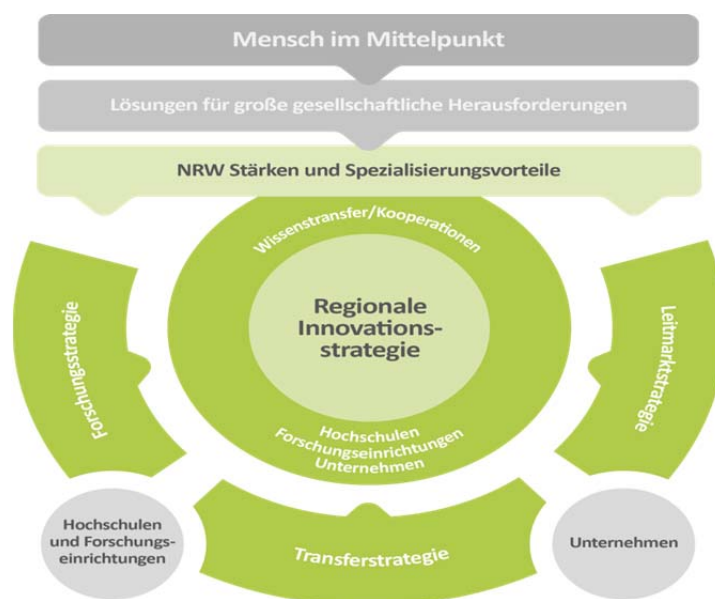 Mensch im Mittelpunkt
Lösungen für große gesellschaftliche Herausforderungen
NRW Stärken und Spezialisierungsvorteile
Wissenstransfer/Kooperationen
Regionale
Innovations-
strategie
Forschungsstrategie
Leitmarktstrategie
Hochschulen
Forschungseinrichtungen
Unternehmen
Hochschulen
und Forschungs-
einrichtungen
Transferstrategie
Unternehmen